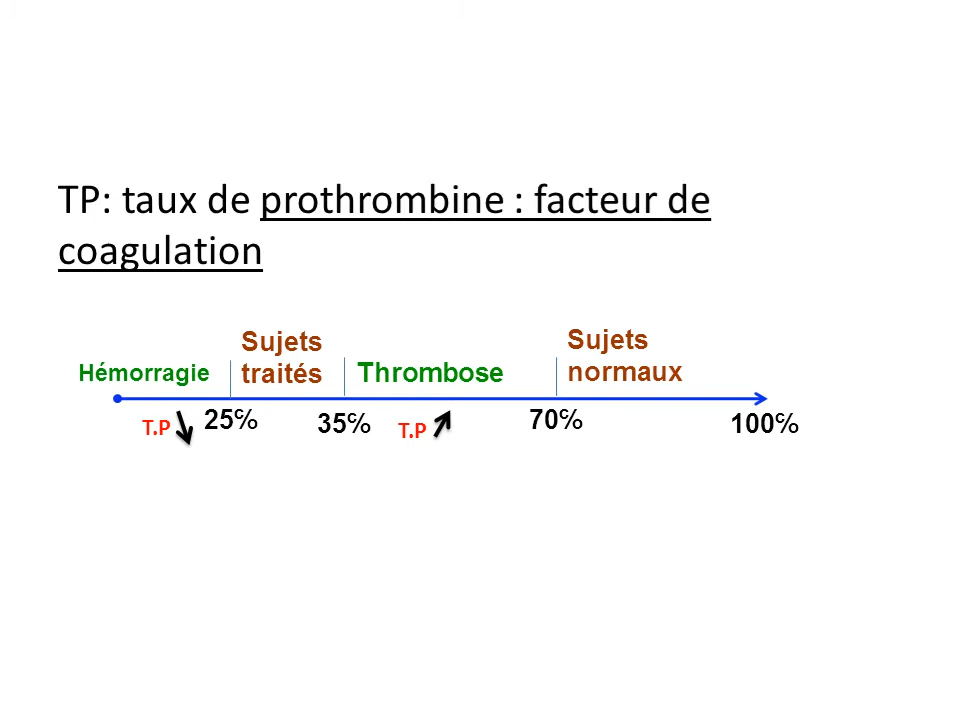 TP: taux de prothrombine : facteur de
coagulation
Sujets
traités
Sujets
normaux
Hémorragie
Thrombose
T.P
25%
35%
T.P
70%
100%